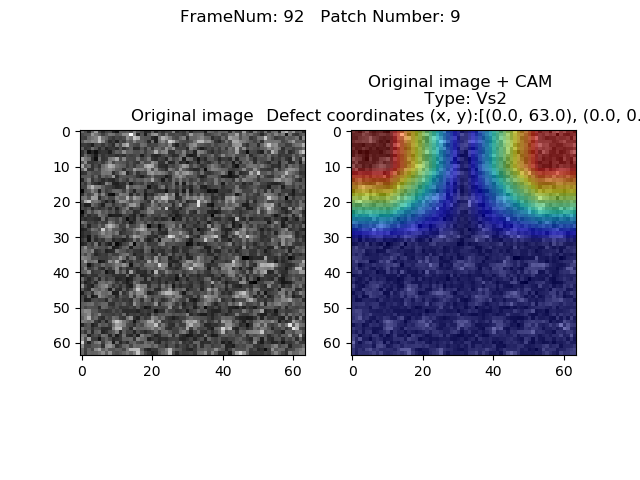 FrameNum: 92 Patch Number: 9
Original image + CAM
Type: Vs2
Original image Defect coordinates (x, y):[(0.0, 63.0), (0.0, 0.
0
10
20
30
40
50
60
0 20 40 60
0
10
20
30
40
50
60
0 20 40 60